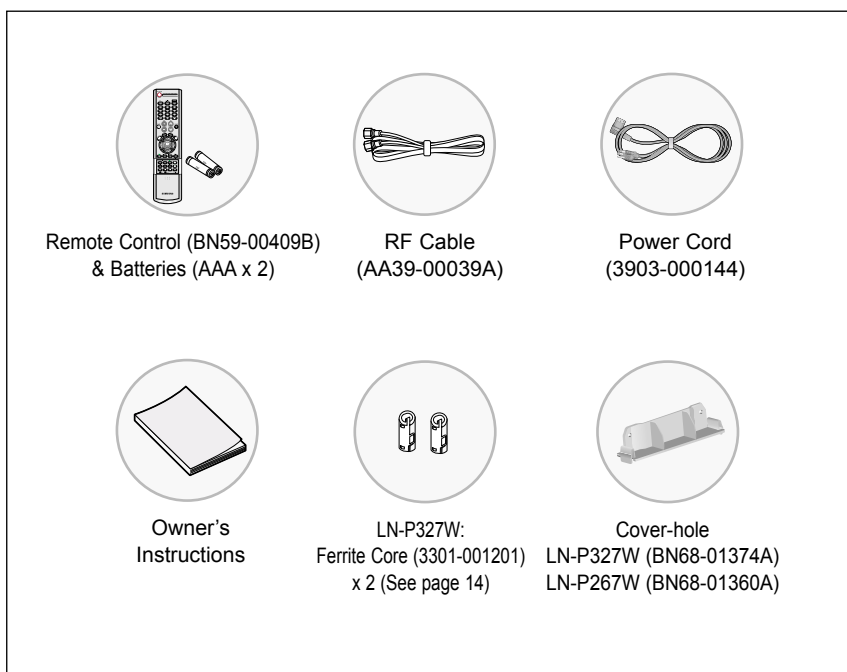 Remote Control (BN59-00409B)
& Batteries (AAA x 2)
RF Cable
(AA39-00039A)
Power Cord
(3903-000144)
Owner's
Instructions
LN-P327W:
Ferrite Core (3301-001201)
x 2 (See page 14)
Cover-hole
LN-P327W (BN68-01374A)
LN-P267W (BN68-01360A)